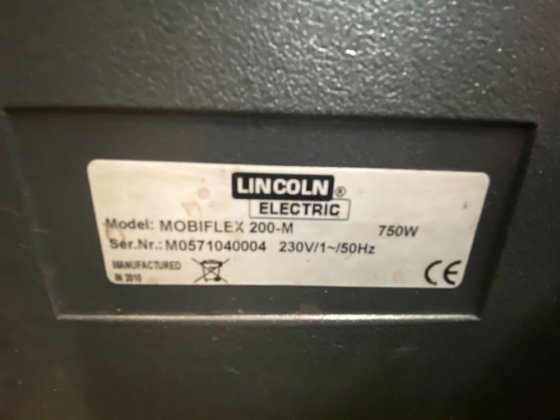 LINCOLN ®
ELECTRIC
Model: MOBIFLEX 200-M 750W
Ser.Nr.: M0571040004 230V/1~/50Hz
MANUFACTURED
IN 2010
CE